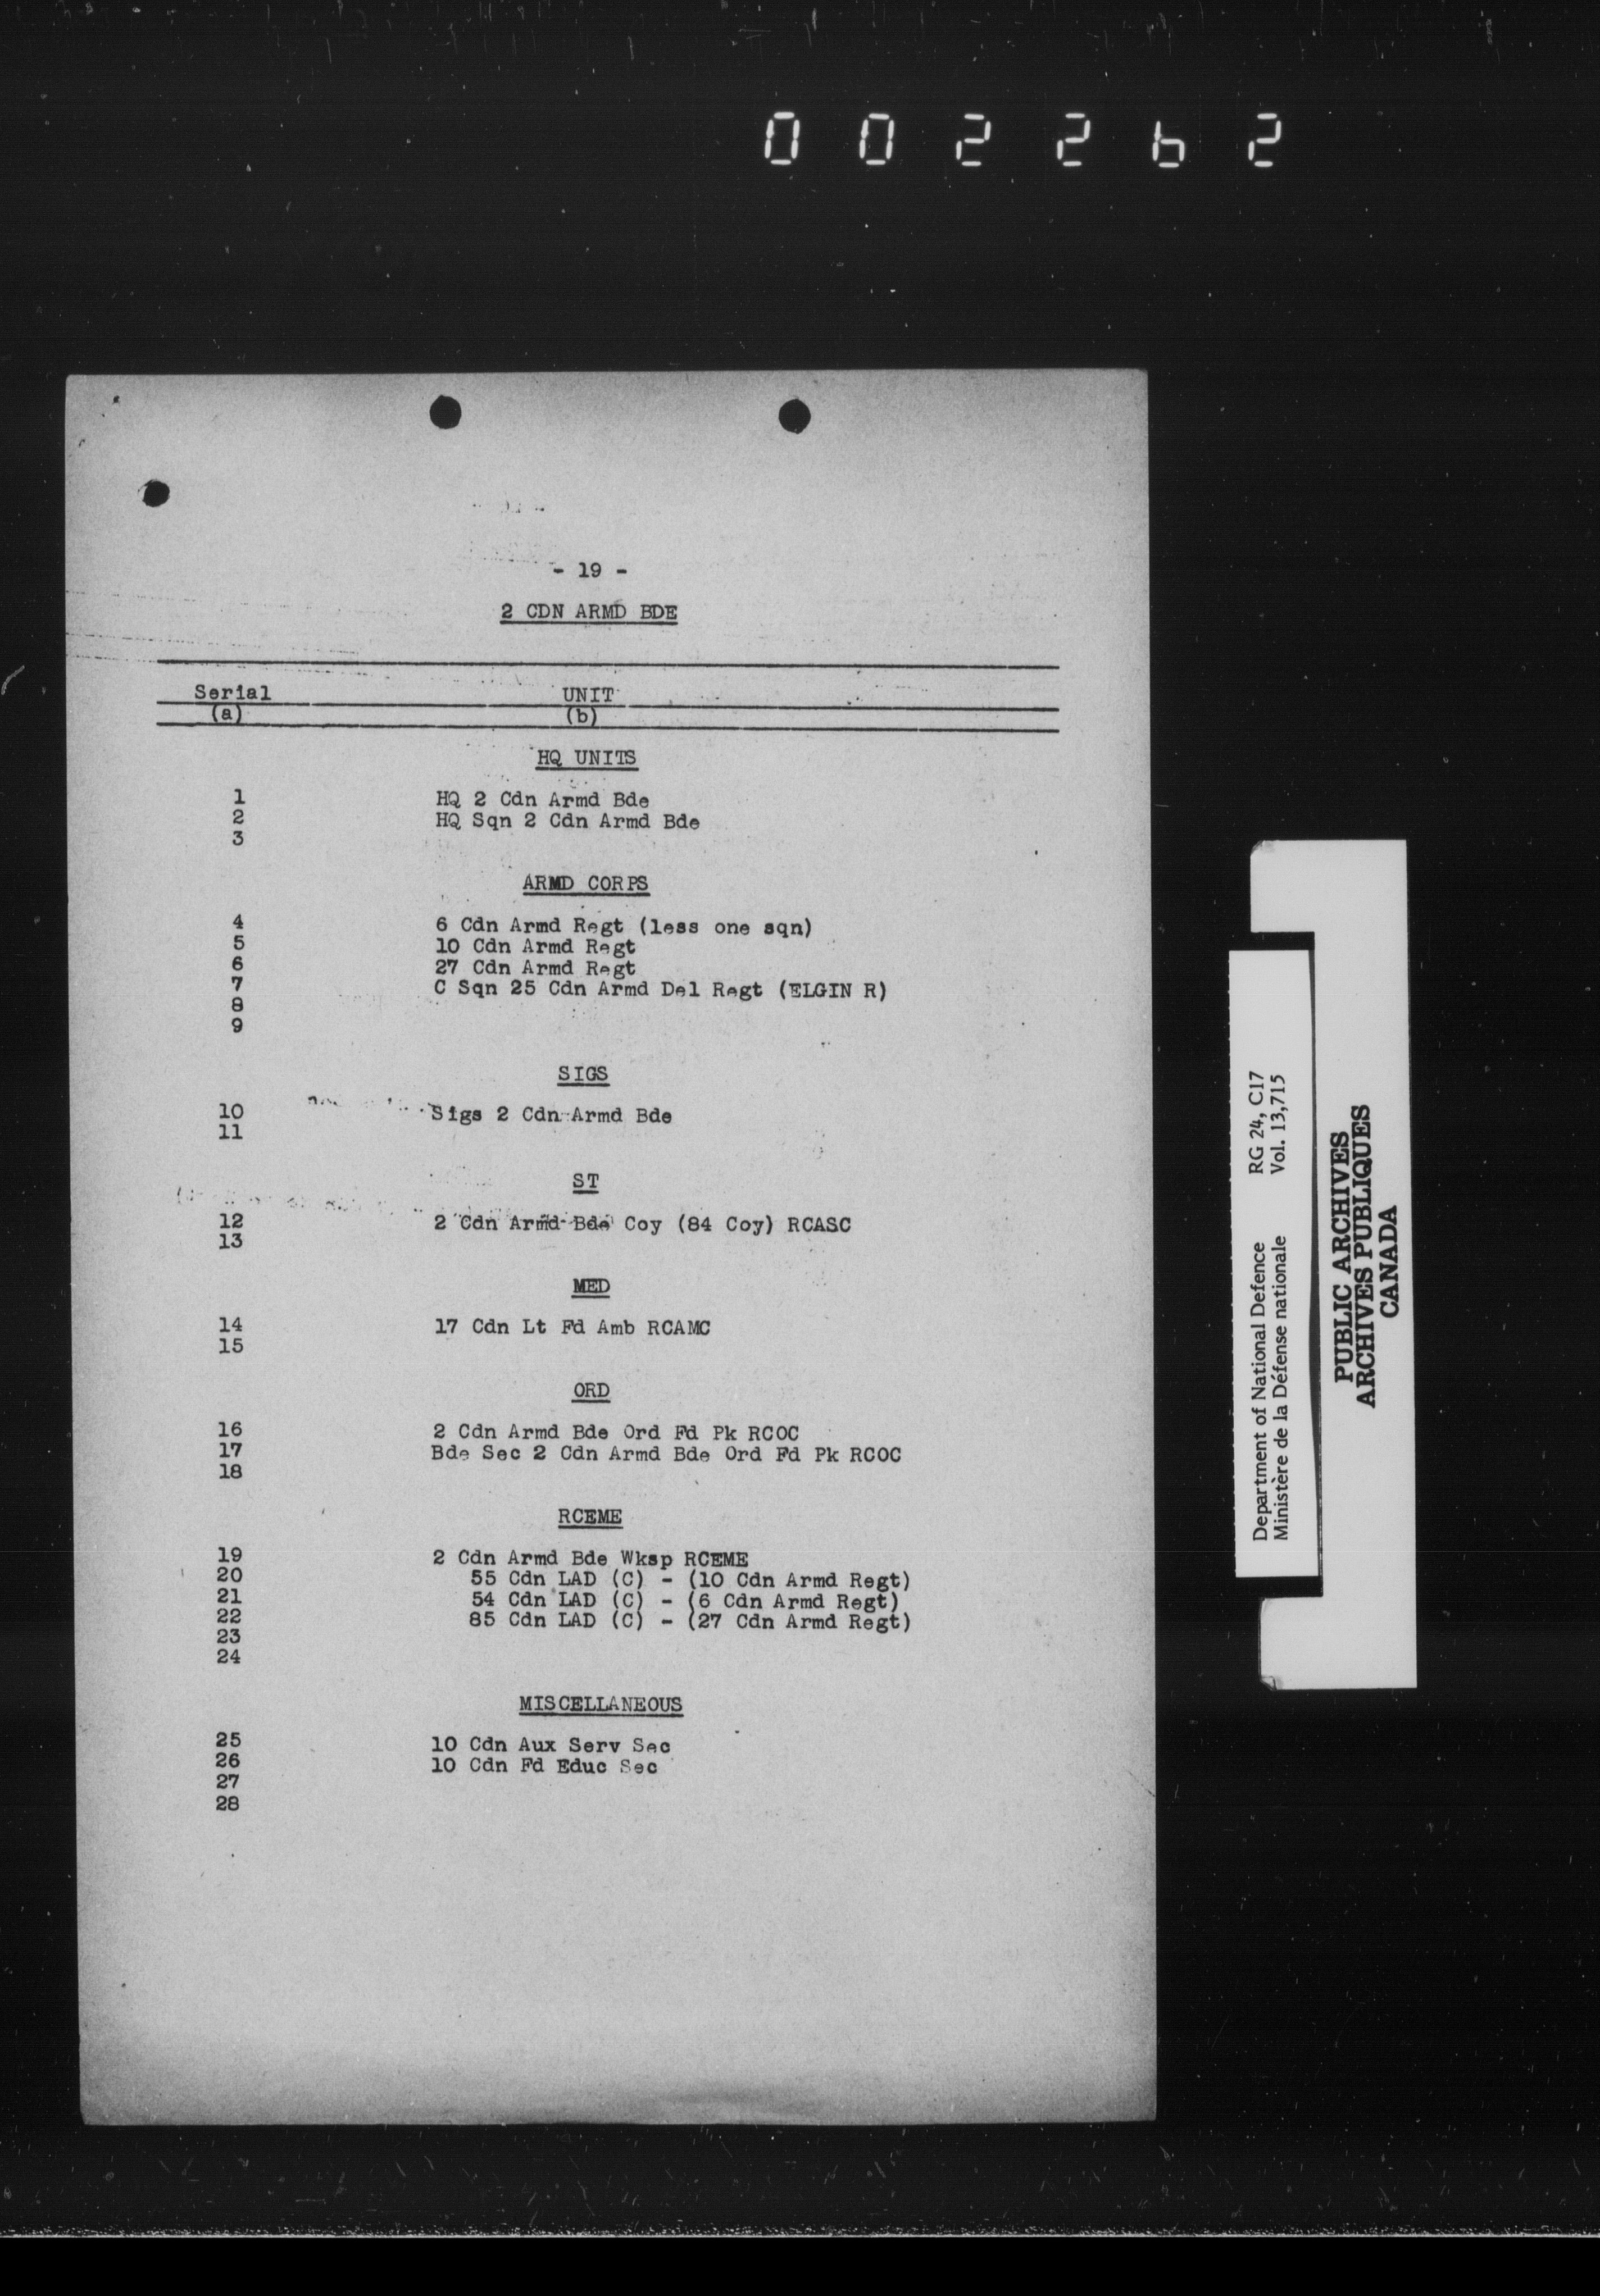 002262
- 19 -
2 CDN ARMD BDE
Serial UNIT
(a) (b)
HQ UNITS
1 HQ 2 Cdn Armd Bde
2 HQ Sqn 2 Cdn Armd Bde
3
ARMD CORPS
4 6 Cdn Armd Regt (less one sqn)
5 10 Cdn Armd Regt
6 27 Cdn Armd Regt
7 C Sqn 25 Cdn Armd Del Regt (ELGIN R)
8
9
SIGS
10 Sigs 2 Cdn Armd Bde
11
ST
12 2 Cdn Armd Bde Coy (84 Coy) RCASC
13
MED
14 17 Cdn Lt Fd Amb RCAMC
15
ORD
16 2 Cdn Armd Bde Ord Fd Pk RCOC
17 Bde Sec 2 Cdn Armd Bde Ord Fd Pk RCOC
18
RCEME
19 2 Cdn Armd Bde Wksp RCEME
20 55 Cdn LAD (C) - (10 Cdn Armd Regt)
21 54 Cdn LAD (C) - (6 Cdn Armd Regt)
22 85 Cdn LAD (C) - (27 Cdn Armd Regt)
23
24
MISCELLANEOUS
25 10 Cdn Aux Serv Sec
26 10 Cdn Fd Educ Sec
27
28
Department of National Defence RG 24, C17
Ministère de la Défense nationale Vol. 13,715
PUBLIC ARCHIVES
ARCHIVES PUBLIQUES
CANADA